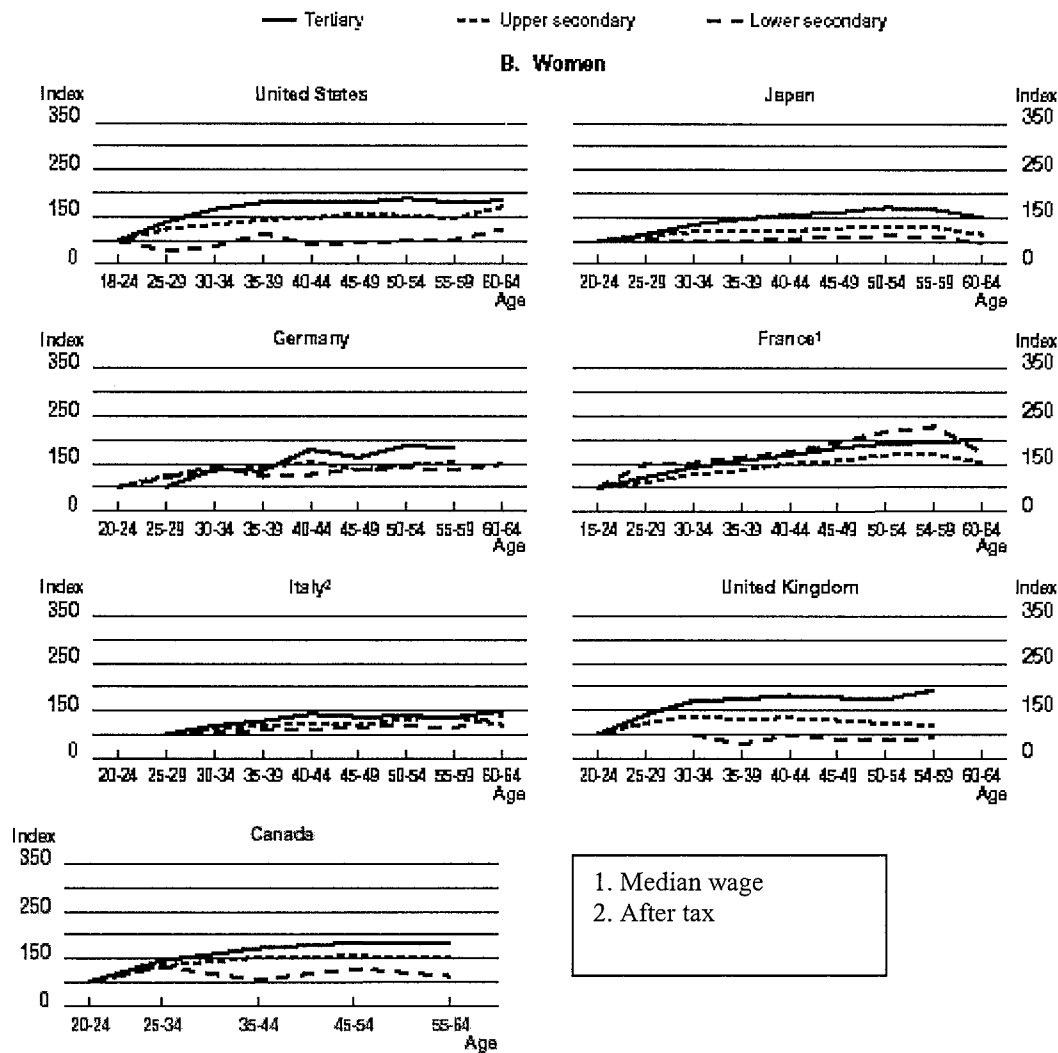 Tertiary Upper secondary Lower secondary
B. Women
Index United States Japan Index
350 350
250 250
150 150
0 0
18-24 25-29 30-34 35-39 40-44 45-49 50-54 55-59 60-64 20-24 25-29 30-34 35-39 40-44 45-49 50-54 55-59 60-64
Age Age
Index Germany France¹ Index
350 350
250 250
150 150
0 0
20-24 25-29 30-34 35-39 40-44 45-49 50-54 55-59 60-64 15-24 25-29 30-34 35-39 40-44 45-49 50-54 54-59 60-64
Age Age
Index Italy² United Kingdom Index
350 350
250 250
150 150
0 0
20-24 25-29 30-34 35-39 40-44 45-49 50-54 55-59 60-64 20-24 25-29 30-34 35-39 40-44 45-49 50-54 54-59 60-64
Age Age
Index Canada
350
250
150
0
20-24 25-34 35-44 45-54 55-64
Age
1. Median wage
2. After tax